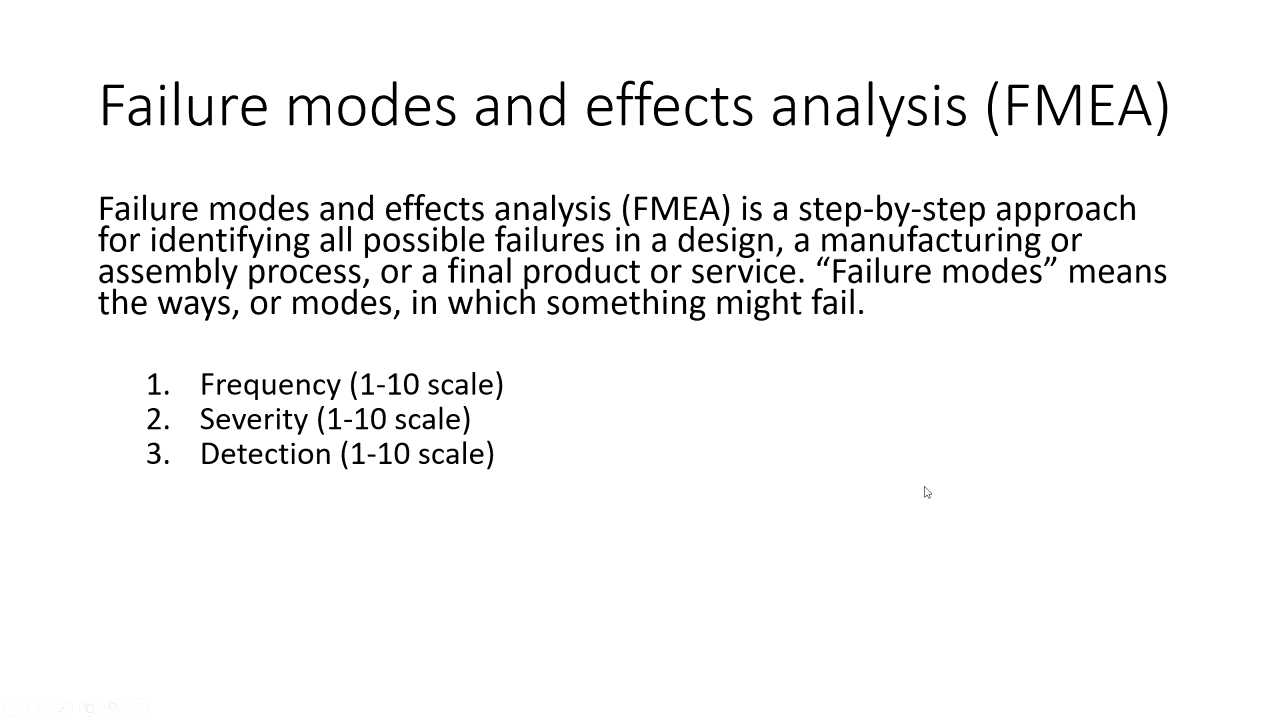 Failure modes and effects analysis (FMEA)
Failure modes and effects analysis (FMEA) is a step-by-step approach
for identifying all possible failures in a design, a manufacturing or
assembly process, or a final product or service. “Failure modes” means
the ways, or modes, in which something might fail.
1. Frequency (1-10 scale)
2. Severity (1-10 scale)
3. Detection (1-10 scale)